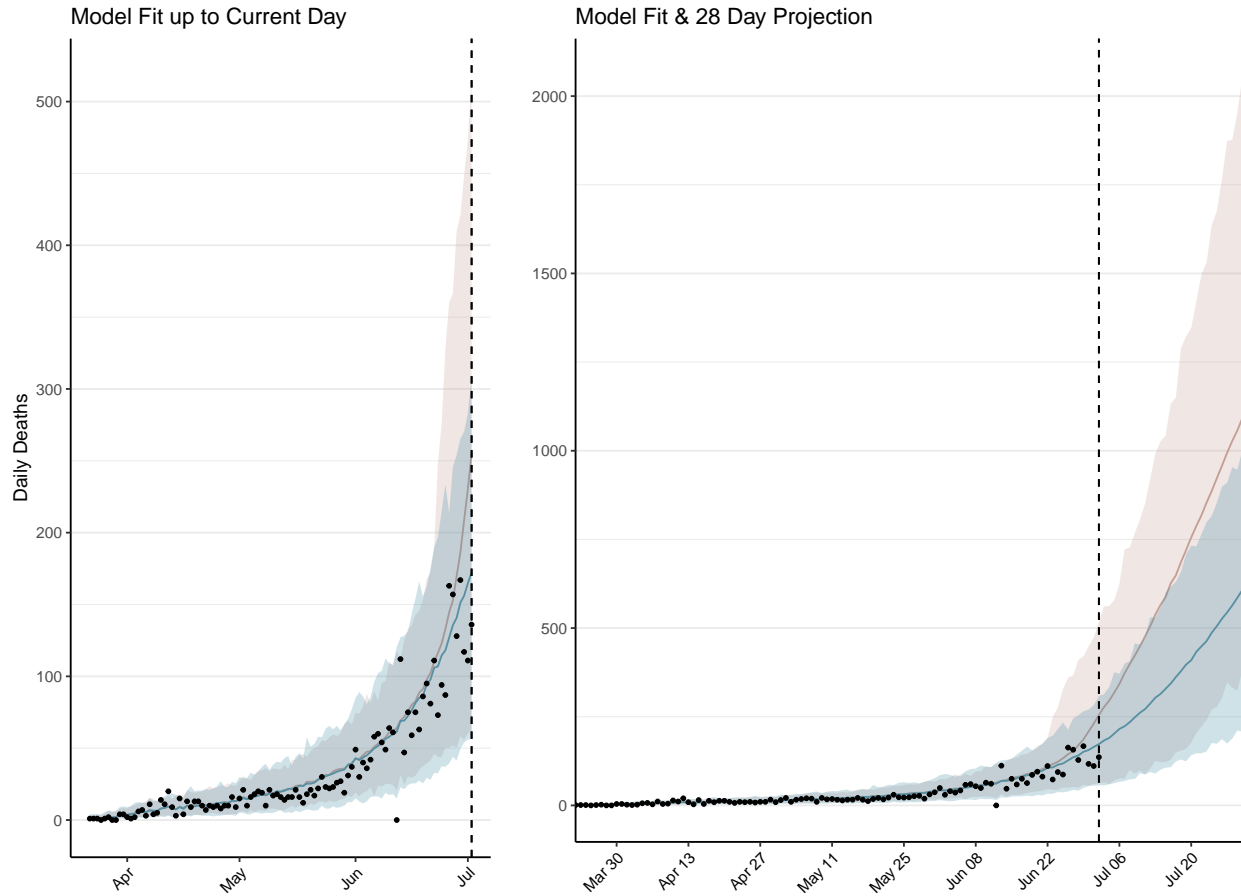 Model Fit up to Current Day
Daily Deaths
500
400
300
200
100
0
Apr
May
Jun
Jul
Model Fit & 28 Day Projection
2000
1500
1000
500
0
Mar 30
Apr 13
Apr 27
May 11
May 25
Jun 08
Jun 22
Jul 06
Jul 20